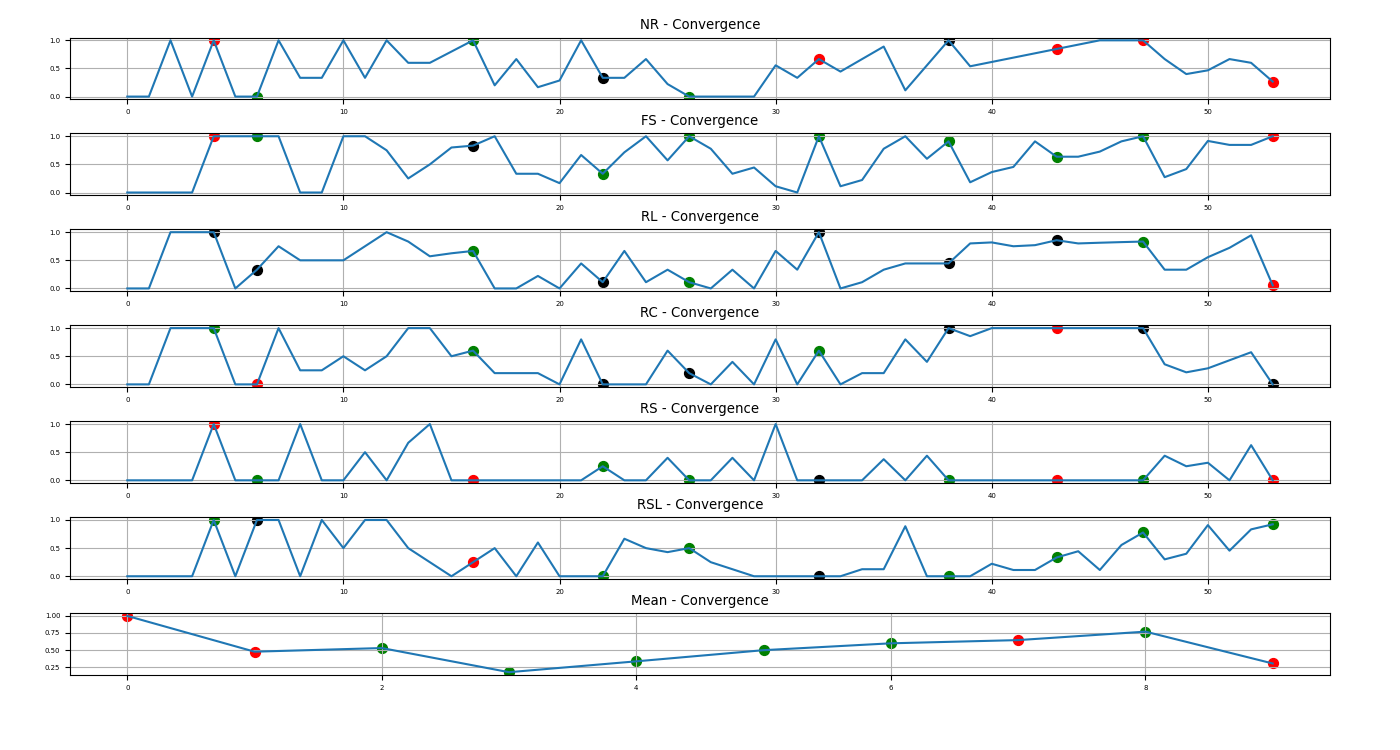 NR - Convergence
1.0
0.5
0.0
0 10 20 30 40 50
FS - Convergence
1.0
0.5
0.0
0 10 20 30 40 50
RL - Convergence
1.0
0.5
0.0
0 10 20 30 40 50
RC - Convergence
1.0
0.5
0.0
0 10 20 30 40 50
RS - Convergence
1.0
0.5
0.0
0 10 20 30 40 50
RSL - Convergence
1.0
0.5
0.0
0 10 20 30 40 50
Mean - Convergence
1.00
0.75
0.50
0.25
0 2 4 6 8